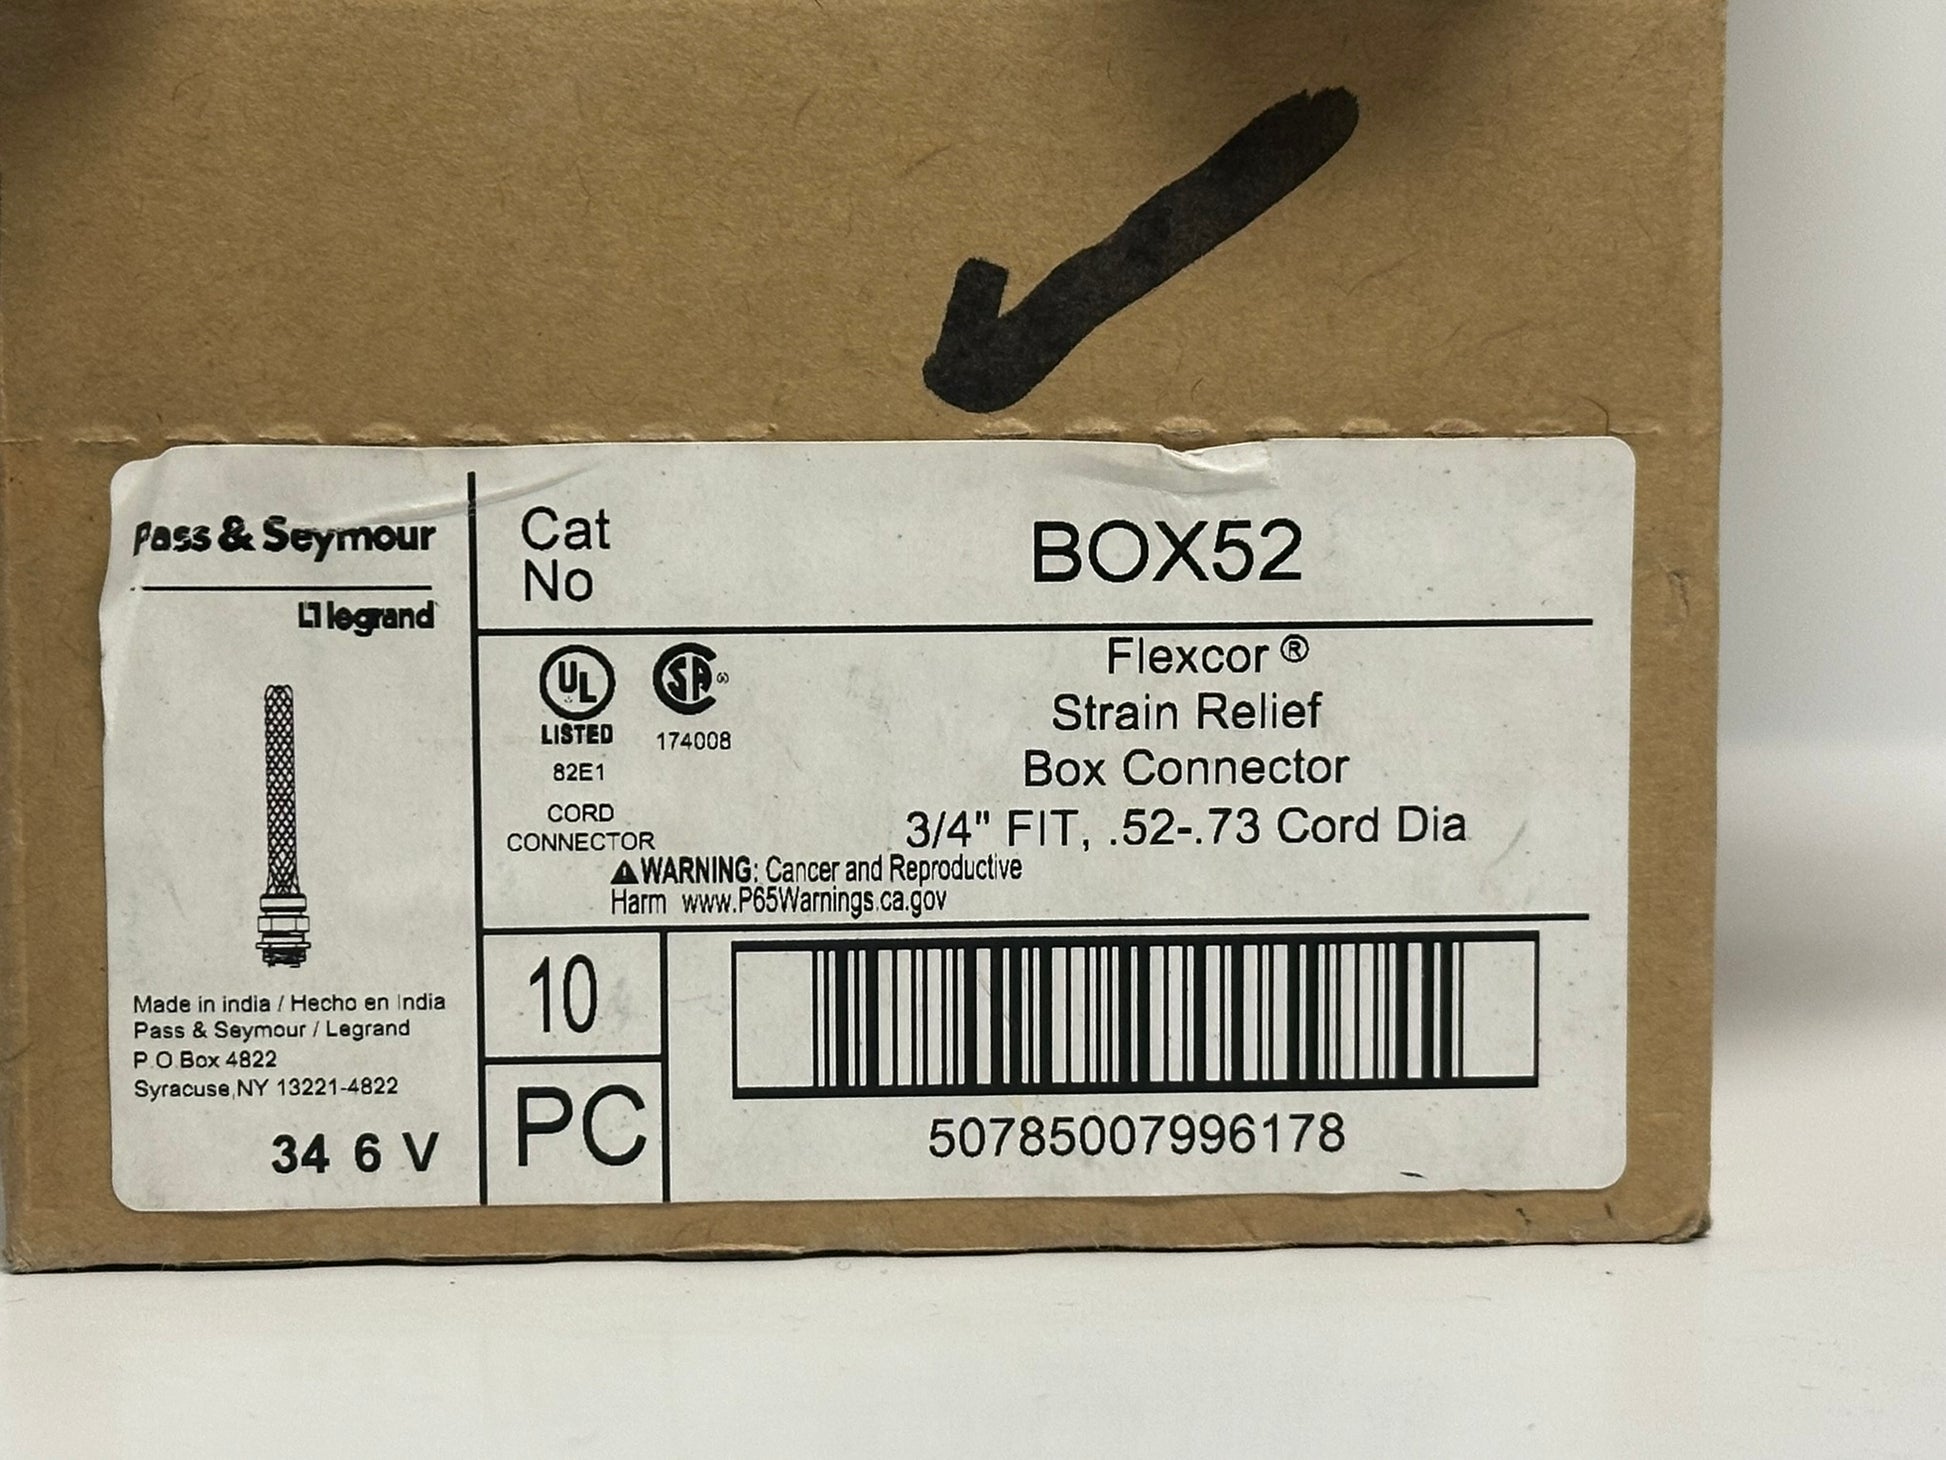 Pass & Seymour
legrand
Made in India / Hecho en India
Pass & Seymour / Legrand
P.O.Box 4822
Syracuse,NY 13221-4822
34 6 V
Cat
No
BOX52
UL
LISTED
82E1
CORD
CONNECTOR
SA
174008
Flexcor ®
Strain Relief
Box Connector
3/4" FIT, .52-.73 Cord Dia
WARNING: Cancer and Reproductive
Harm www.P65Warnings.ca.gov
10
PC
50785007996178